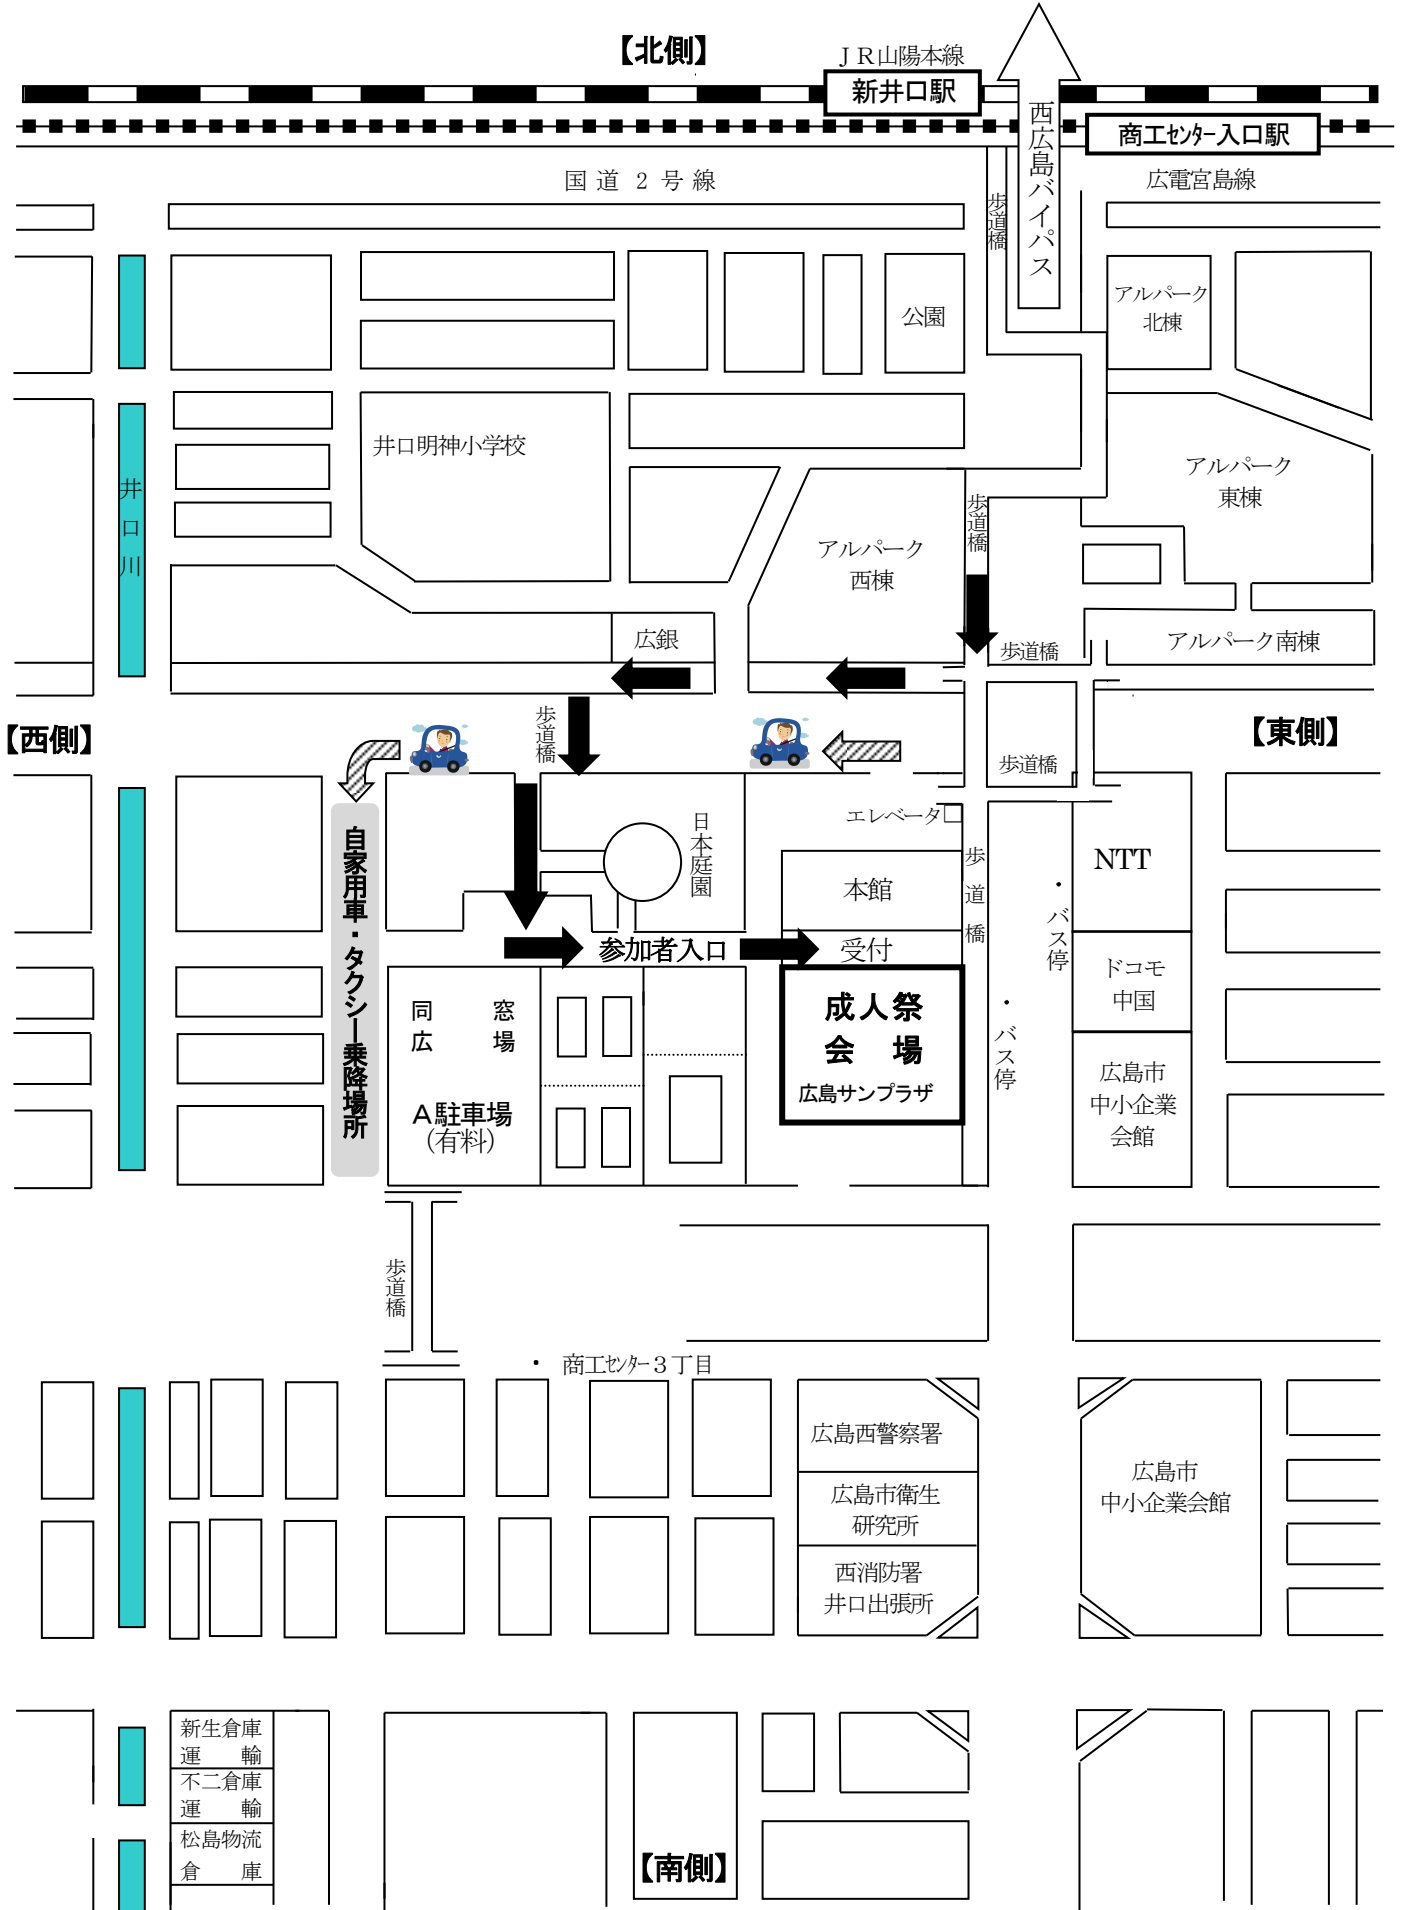 【北側】
ＪＲ山陽本線
新井口駅
商工センター入口駅
西広島バイパス
国道２号線
広電宮島線
歩道橋
アルパーク
北棟
公園
井口明神小学校
アルパーク
東棟
井口川
歩道橋
アルパーク
西棟
広銀
歩道橋
アルパーク南棟
【西側】
歩道橋
【東側】
歩道橋
自家用車・タクシー乗降場所
日本庭園
エレベータ□
NTT
本館
歩道橋
・バス停
参加者入口
受付
ドコモ
中国
同　窓
広　場
成人祭
会　場
広島サンプラザ
・バス停
広島市
中小企業
会館
Ａ駐車場
（有料）
歩道橋
・ 商工センター３丁目
広島西警察署
広島市衛生
研究所
西消防署
井口出張所
広島市
中小企業会館
新生倉庫
運　輸
不二倉庫
運　輸
松島物流
倉　庫
【南側】